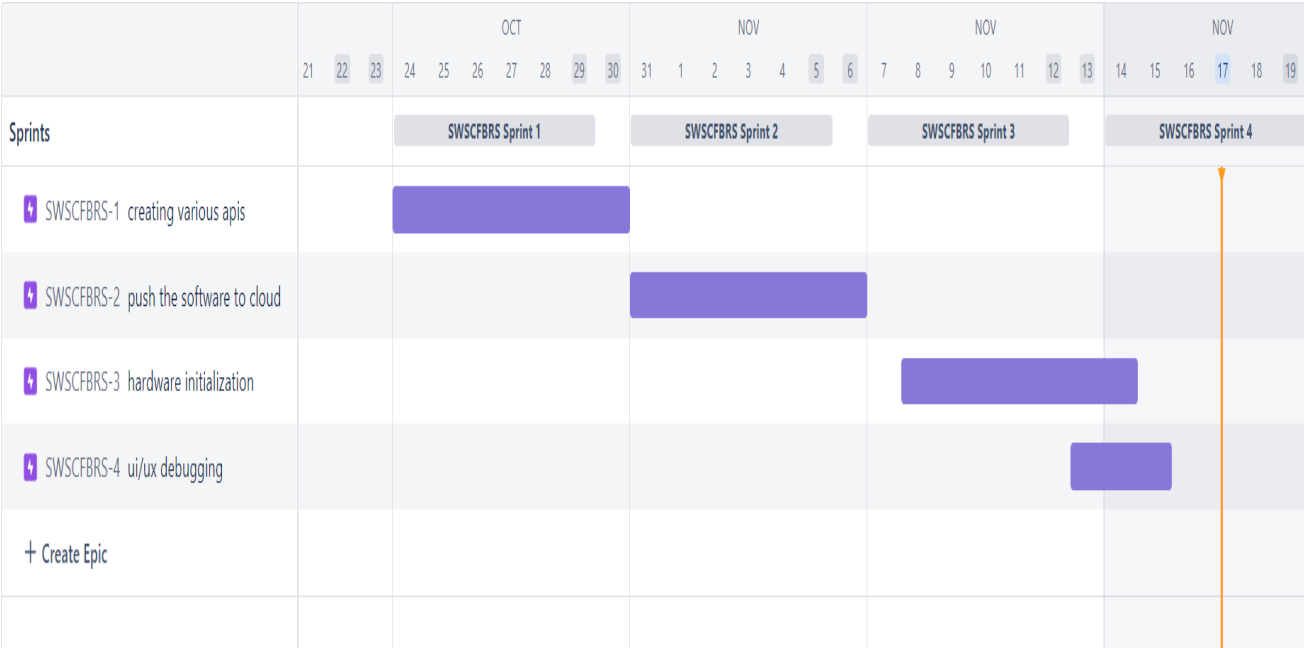 OCT NOV NOV NOV
21 22 23 24 25 26 27 28 29 30 31 1 2 3 4 5 6 7 8 9 10 11 12 13 14 15 16 17 18 19
Sprints SWSCFBRS Sprint 1 SWSCFBRS Sprint 2 SWSCFBRS Sprint 3 SWSCFBRS Sprint 4
SWSCFBRS-1 creating various apis
SWSCFBRS-2 push the software to cloud
SWSCFBRS-3 hardware initialization
SWSCFBRS-4 ui/ux debugging
+ Create Epic